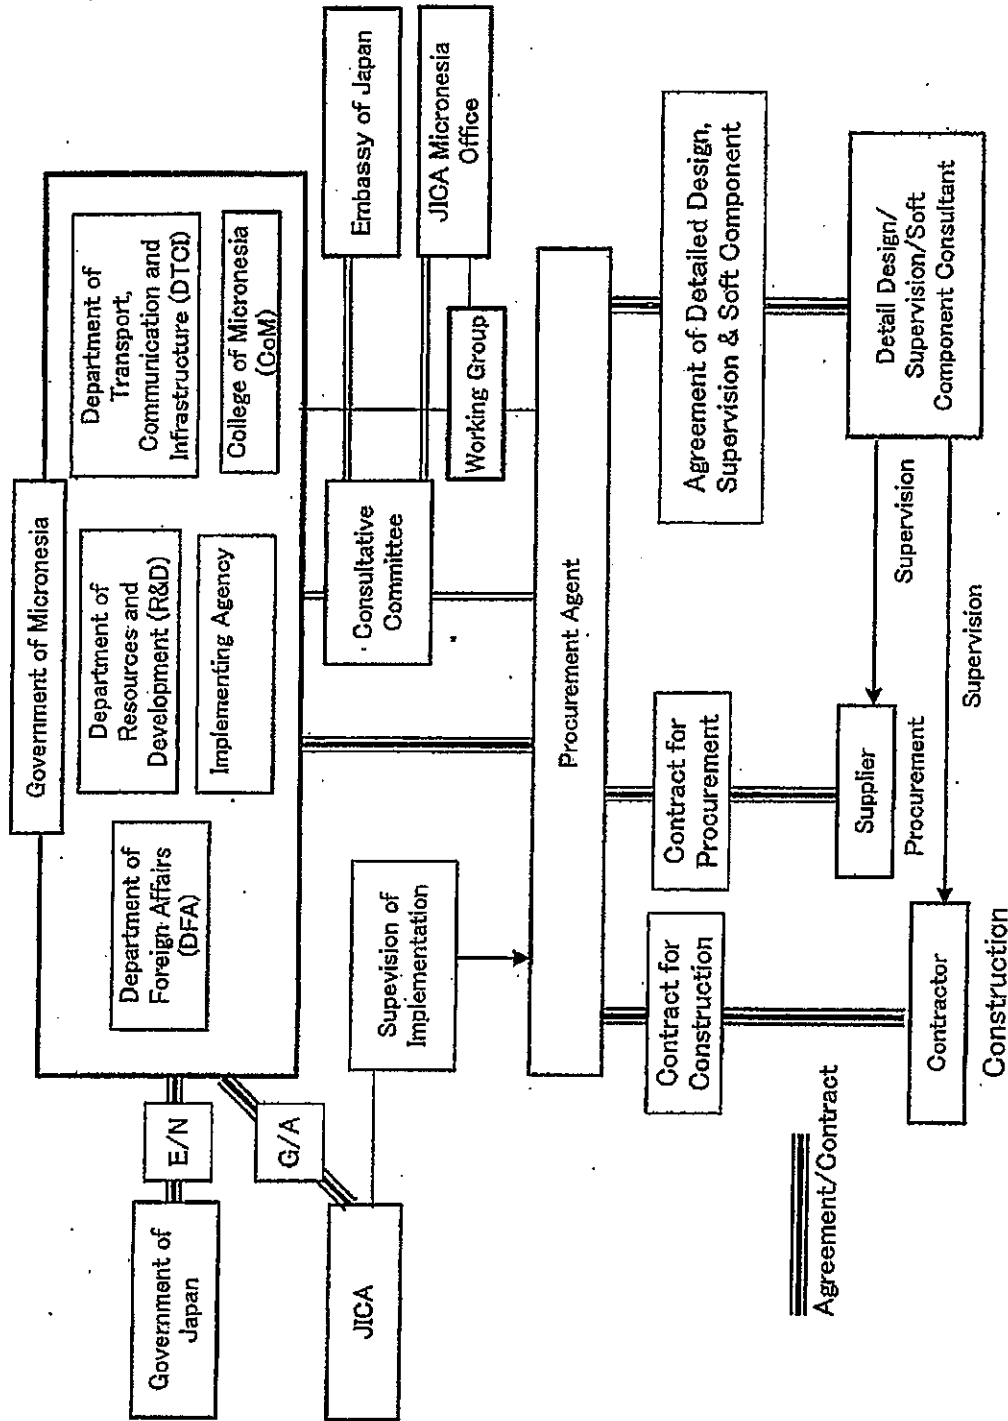 Government of Micronesia
Department of
Foreign Affairs
(DFA)
Department of
Resources and
Development (R&D)
Department of
Transport,
Communication and
Infrastructure (DTCI)
Implementing Agency
College of Micronesia
(CoM)
Government of
Japan
E/N
G/A
JICA
Supevision of
Implementation
Consultative
Committee
Working Group
Embassy of Japan
JICA Micronesia
Office
Procurement Agent
Contract for
Construction
Contract for
Procurement
Agreement of Detailed Design,
Supervision & Soft Component
Contractor
Construction
Supplier
Procurement
Supervision
Supervision
Detail Design/
Supervision/Soft
Component Consultant
Agreement/Contract